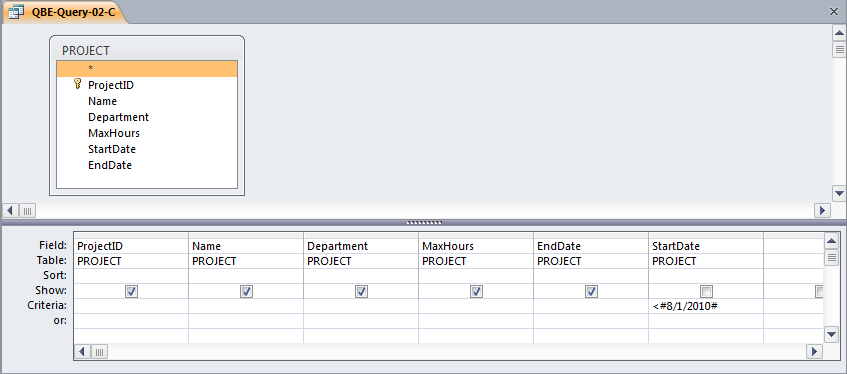 QBE-Query-02-C
PROJECT
*
ProjectID
Name
Department
MaxHours
StartDate
EndDate
Field: ProjectID Name Department MaxHours EndDate StartDate
Table: PROJECT PROJECT PROJECT PROJECT PROJECT PROJECT
Sort:
Show:
Criteria: <#8/1/2010#
or: